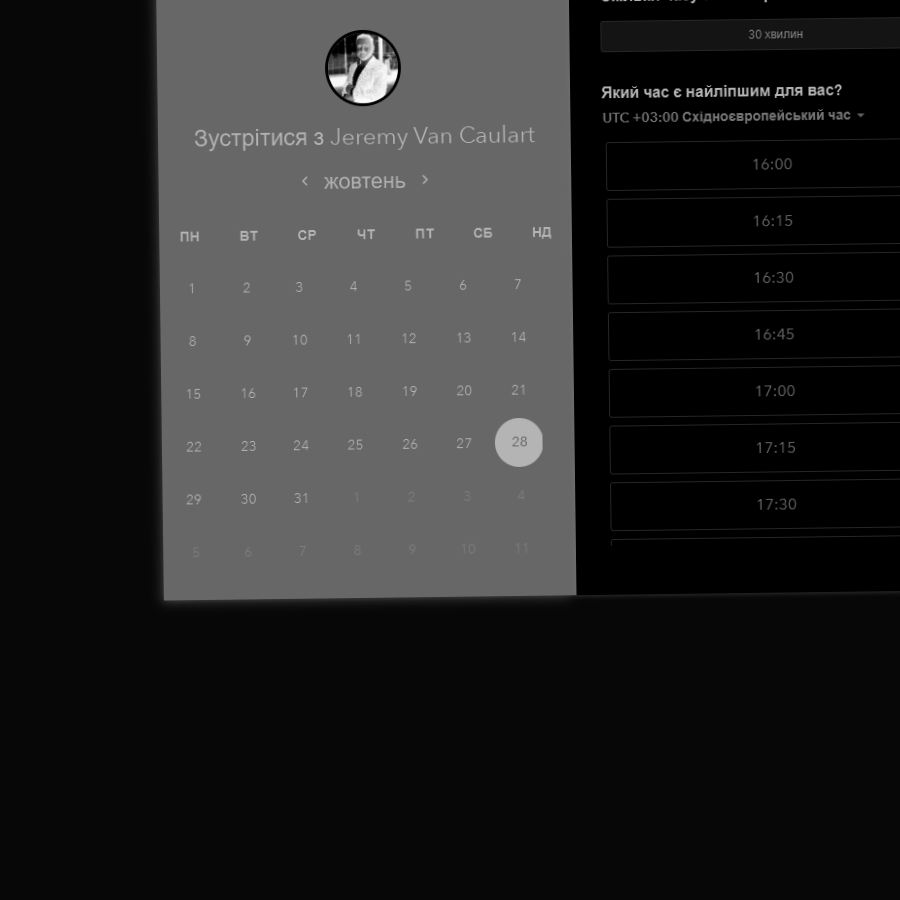 Зустрітися з Jeremy Van Caulart
жовтень
ПН ВТ СР ЧТ ПТ СБ НД
1 2 3 4 5 6 7
8 9 10 11 12 13 14
15 16 17 18 19 20 21
22 23 24 25 26 27 28
29 30 31 1 2 3 4
5 6 7 8 9 10 11
30 хвилин
Який час є найліпшим для вас?
UTC +03:00 Східноєвропейський час
16:00
16:15
16:30
16:45
17:00
17:15
17:30